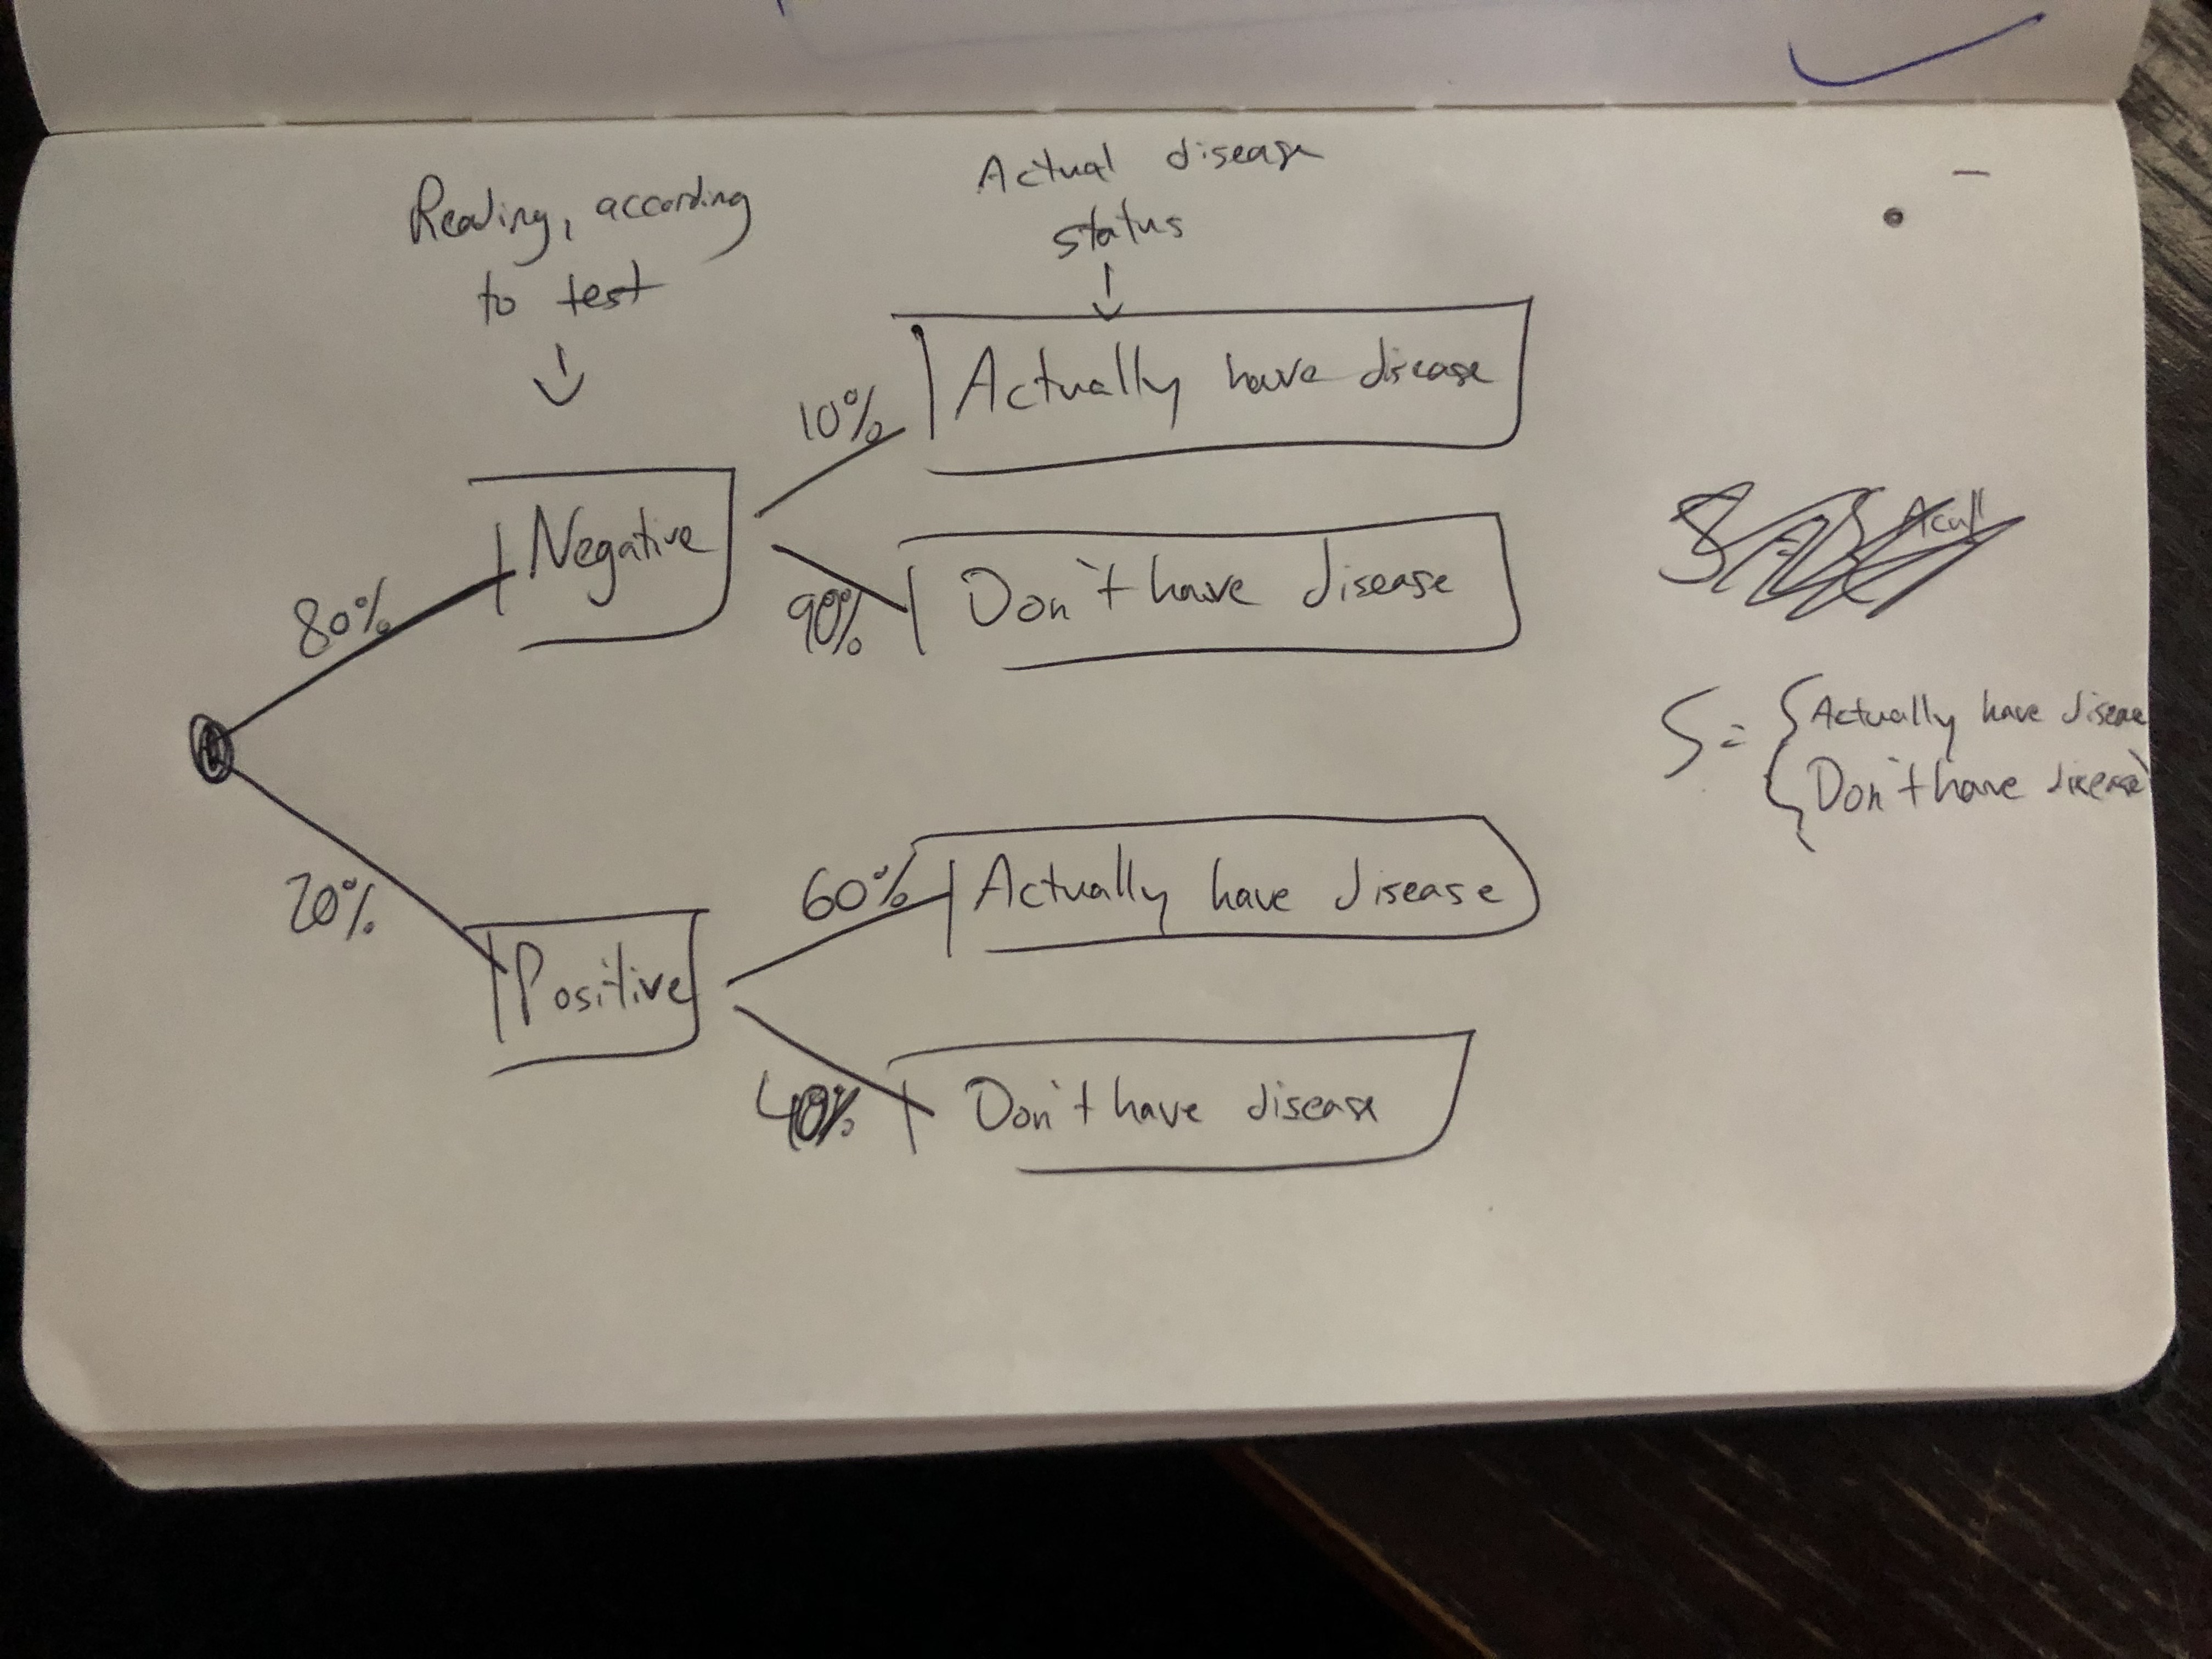 Reading, according
to test
Actual disease
status
80%
Negative
10%
Actually have disease
90%
Don't have disease
20%
Positive
60%
Actually have disease
40%
Don't have disease
S = {Actually have disease
{Don't have disease}